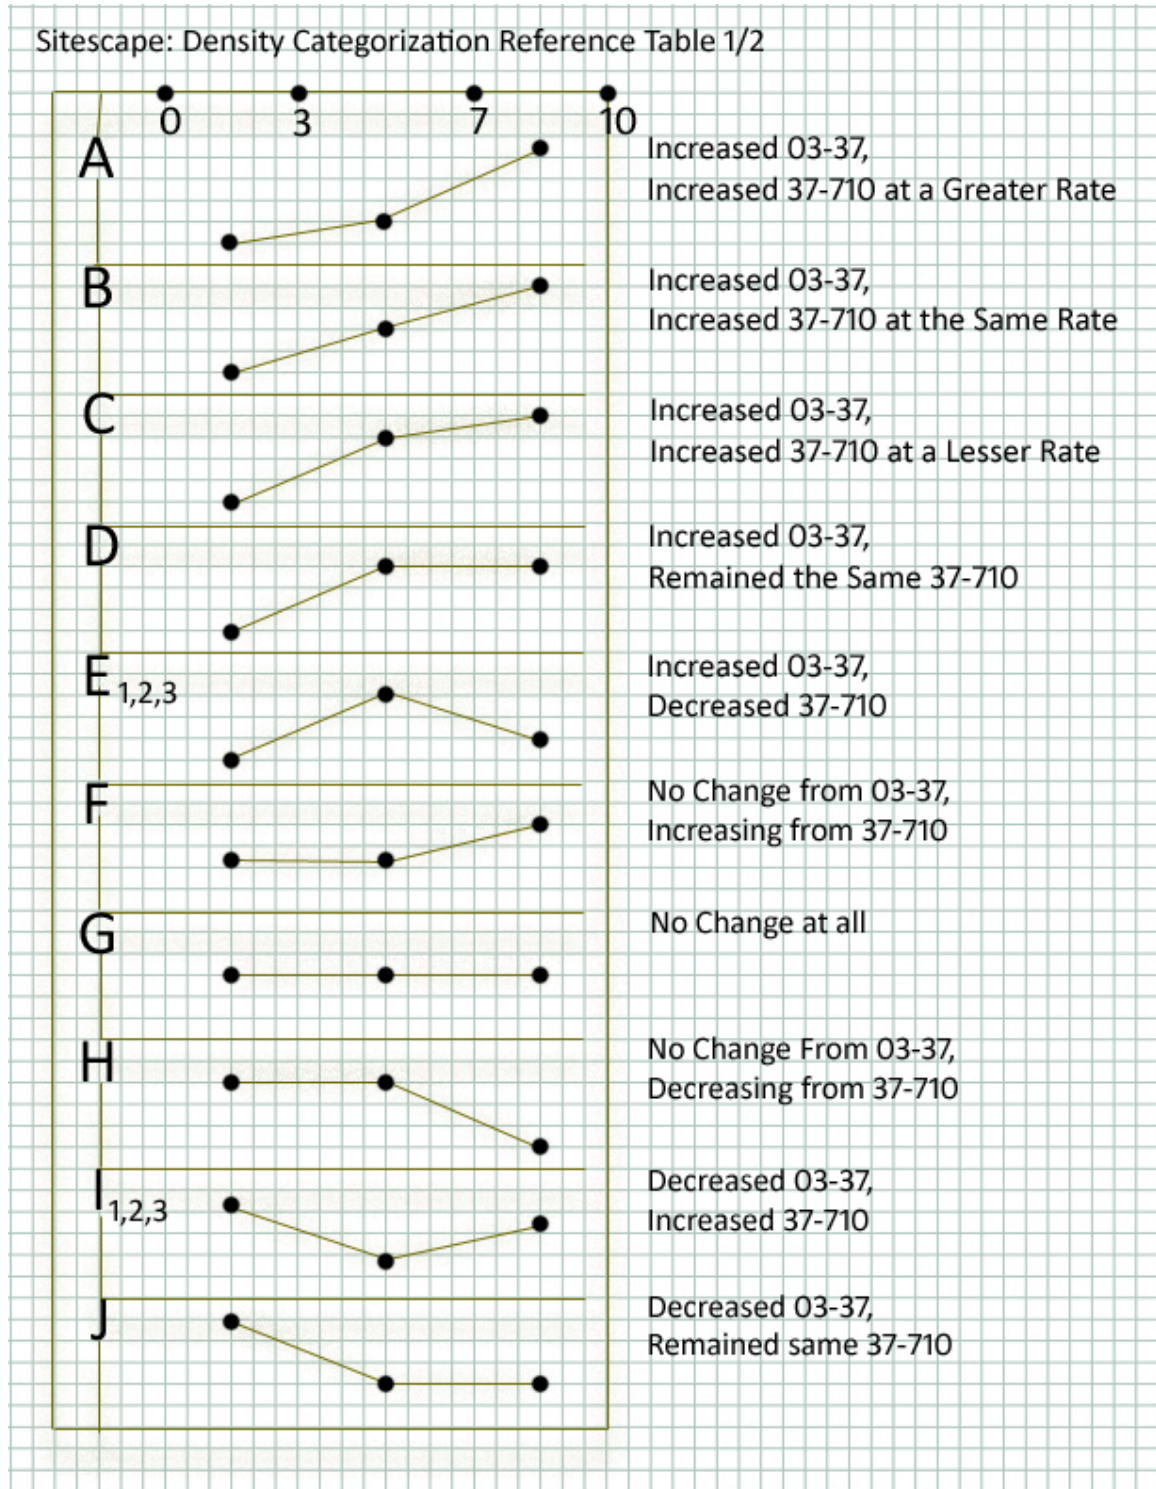 Sitescape: Density Categorization Reference Table 1/2
0 3 7 10
A
Increased 03-37,
Increased 37-710 at a Greater Rate
B
Increased 03-37,
Increased 37-710 at the Same Rate
C
Increased 03-37,
Increased 37-710 at a Lesser Rate
D
Increased 03-37,
Remained the Same 37-710
E 1,2,3
Increased 03-37,
Decreased 37-710
F
No Change from 03-37,
Increasing from 37-710
G
No Change at all
H
No Change From 03-37,
Decreasing from 37-710
I 1,2,3
Decreased 03-37,
Increased 37-710
J
Decreased 03-37,
Remained same 37-710